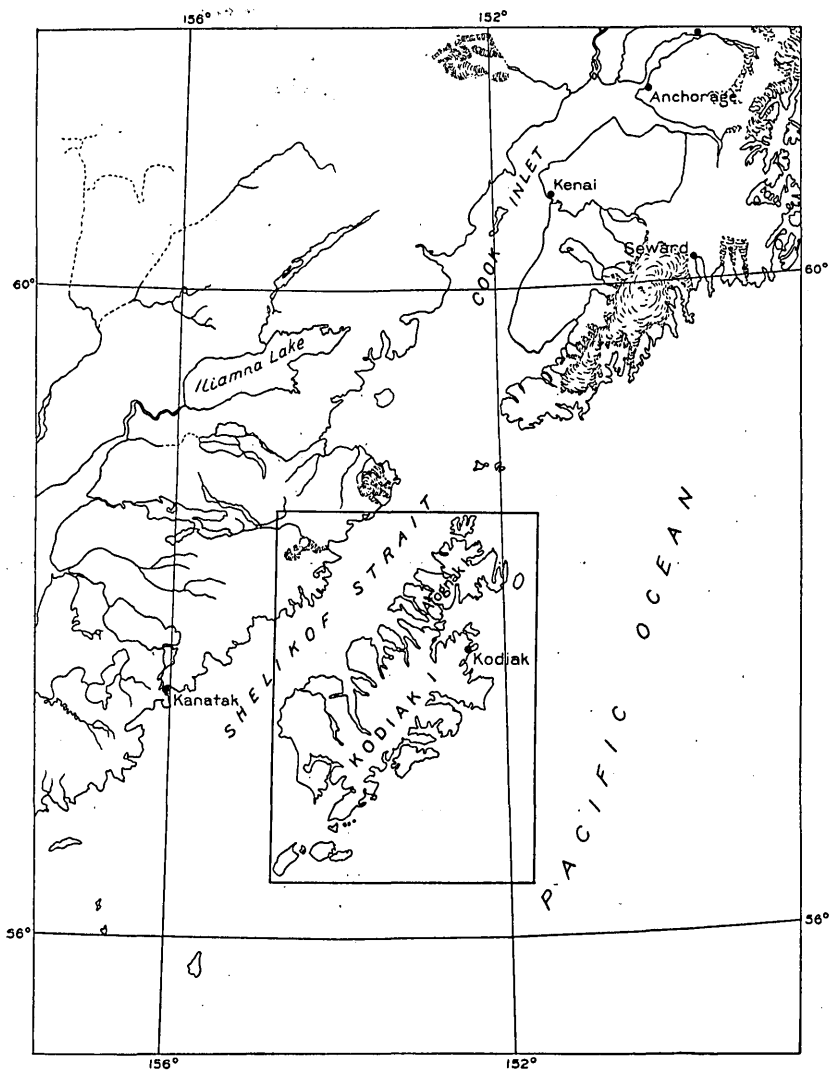 156°
152°
Anchorage
COOK INLET
Kenai
Seward
60°
60°
Iliamna Lake
SHELIKOF STRAIT
Afognak I.
PACIFIC OCEAN
Kodiak
KODIAK I
Kanatak
56°
56°
156°
152°